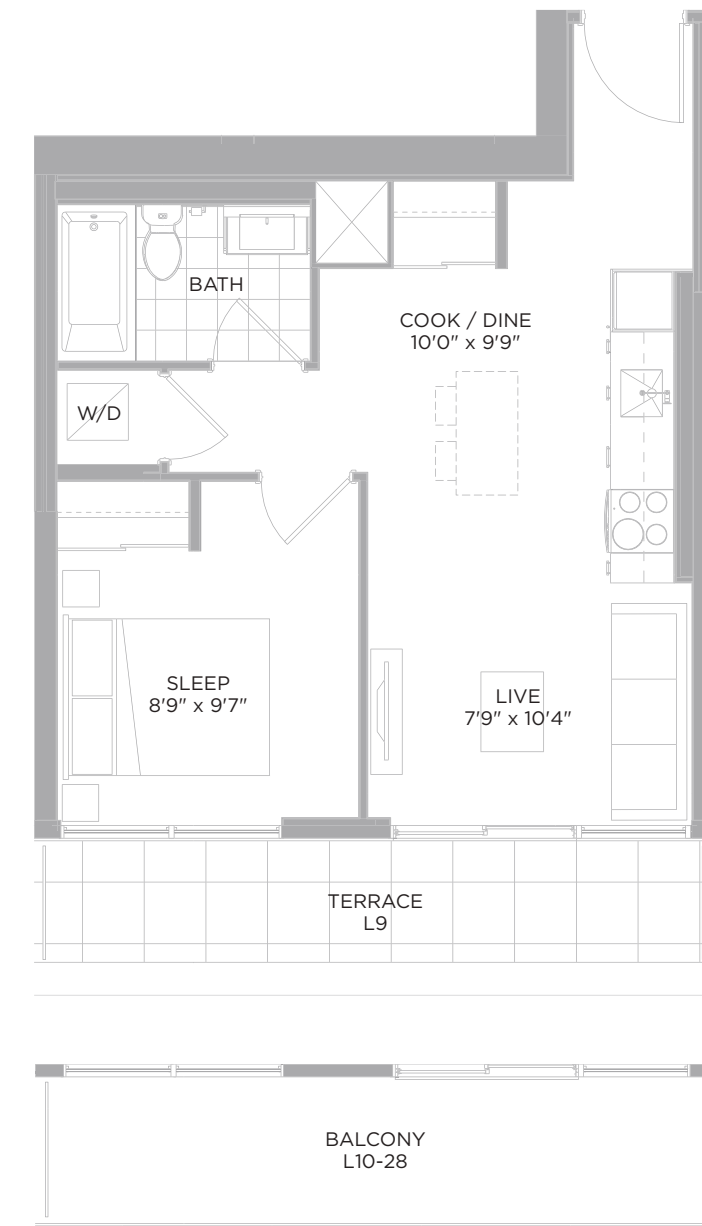 BATH
COOK / DINE
10'0" x 9'9"
W/D
SLEEP
8'9" x 9'7"
LIVE
7'9" x 10'4"
TERRACE
L9
BALCONY
L10-28